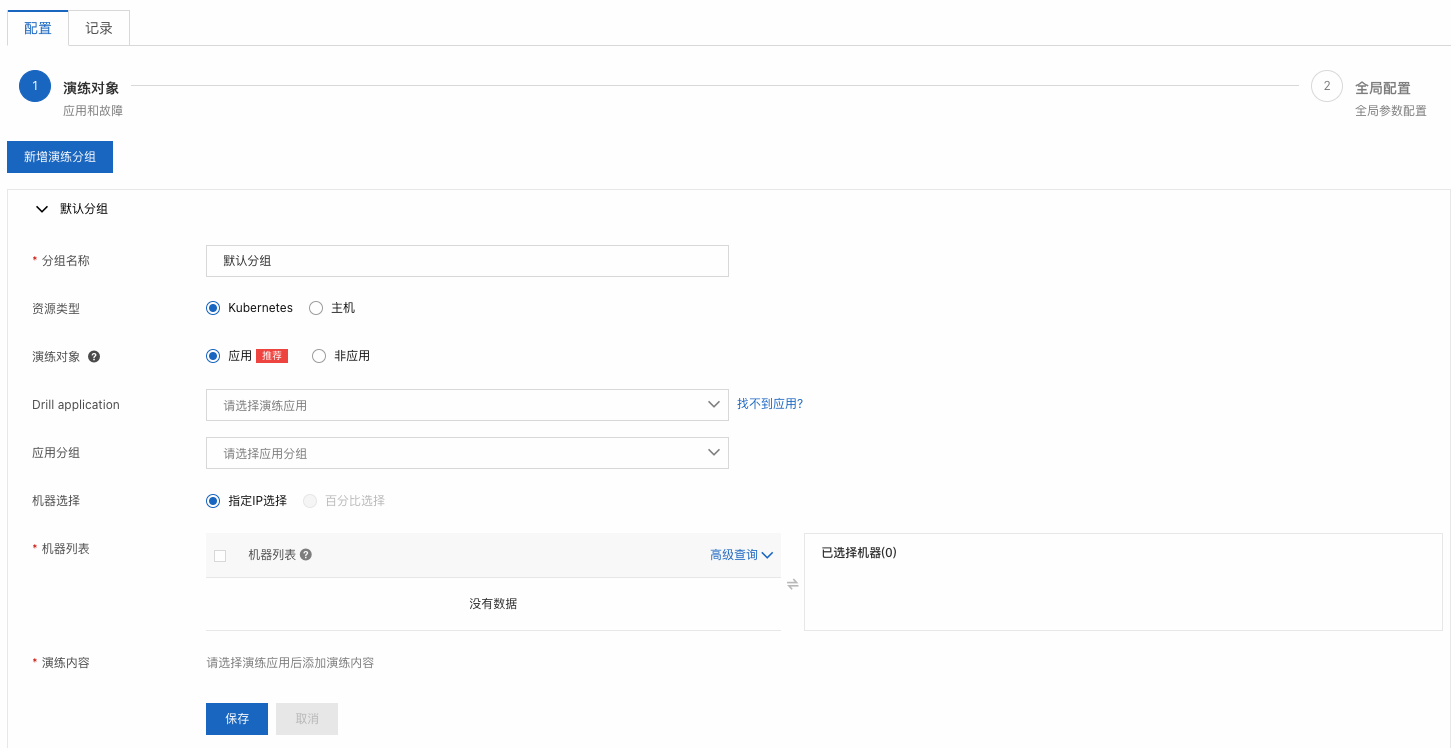 配置 记录
1 演练对象 2 全局配置
应用和故障 全局参数配置
新增演练分组
默认分组
* 分组名称 默认分组
资源类型 Kubernetes 主机
演练对象 ? 应用 推荐 非应用
Drill application 请选择演练应用 找不到应用?
应用分组 请选择应用分组
机器选择 指定IP选择 百分比选择
* 机器列表 机器列表 ? 高级查询 已选择机器(0)
没有数据
* 演练内容 请选择演练应用后添加演练内容
保存 取消